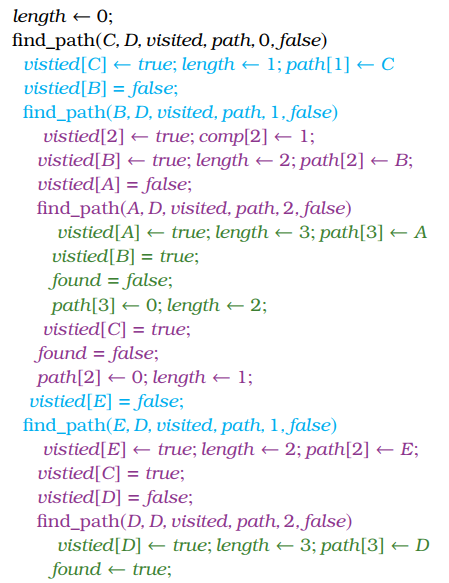 length ← 0;
find_path(C, D, visited, path, 0, false)
vistied[C] ← true; length ← 1; path[1] ← C
vistied[B] = false;
find_path(B, D, visited, path, 1, false)
vistied[2] ← true; comp[2] ← 1;
vistied[B] ← true; length ← 2; path[2] ← B;
vistied[A] = false;
find_path(A, D, visited, path, 2, false)
vistied[A] ← true; length ← 3; path[3] ← A
vistied[B] = true;
found = false;
path[3] ← 0; length ← 2;
vistied[C] = true;
found = false;
path[2] ← 0; length ← 1;
vistied[E] = false;
find_path(E, D, visited, path, 1, false)
vistied[E] ← true; length ← 2; path[2] ← E;
vistied[C] = true;
vistied[D] = false;
find_path(D, D, visited, path, 2, false)
vistied[D] ← true; length ← 3; path[3] ← D
found ← true;